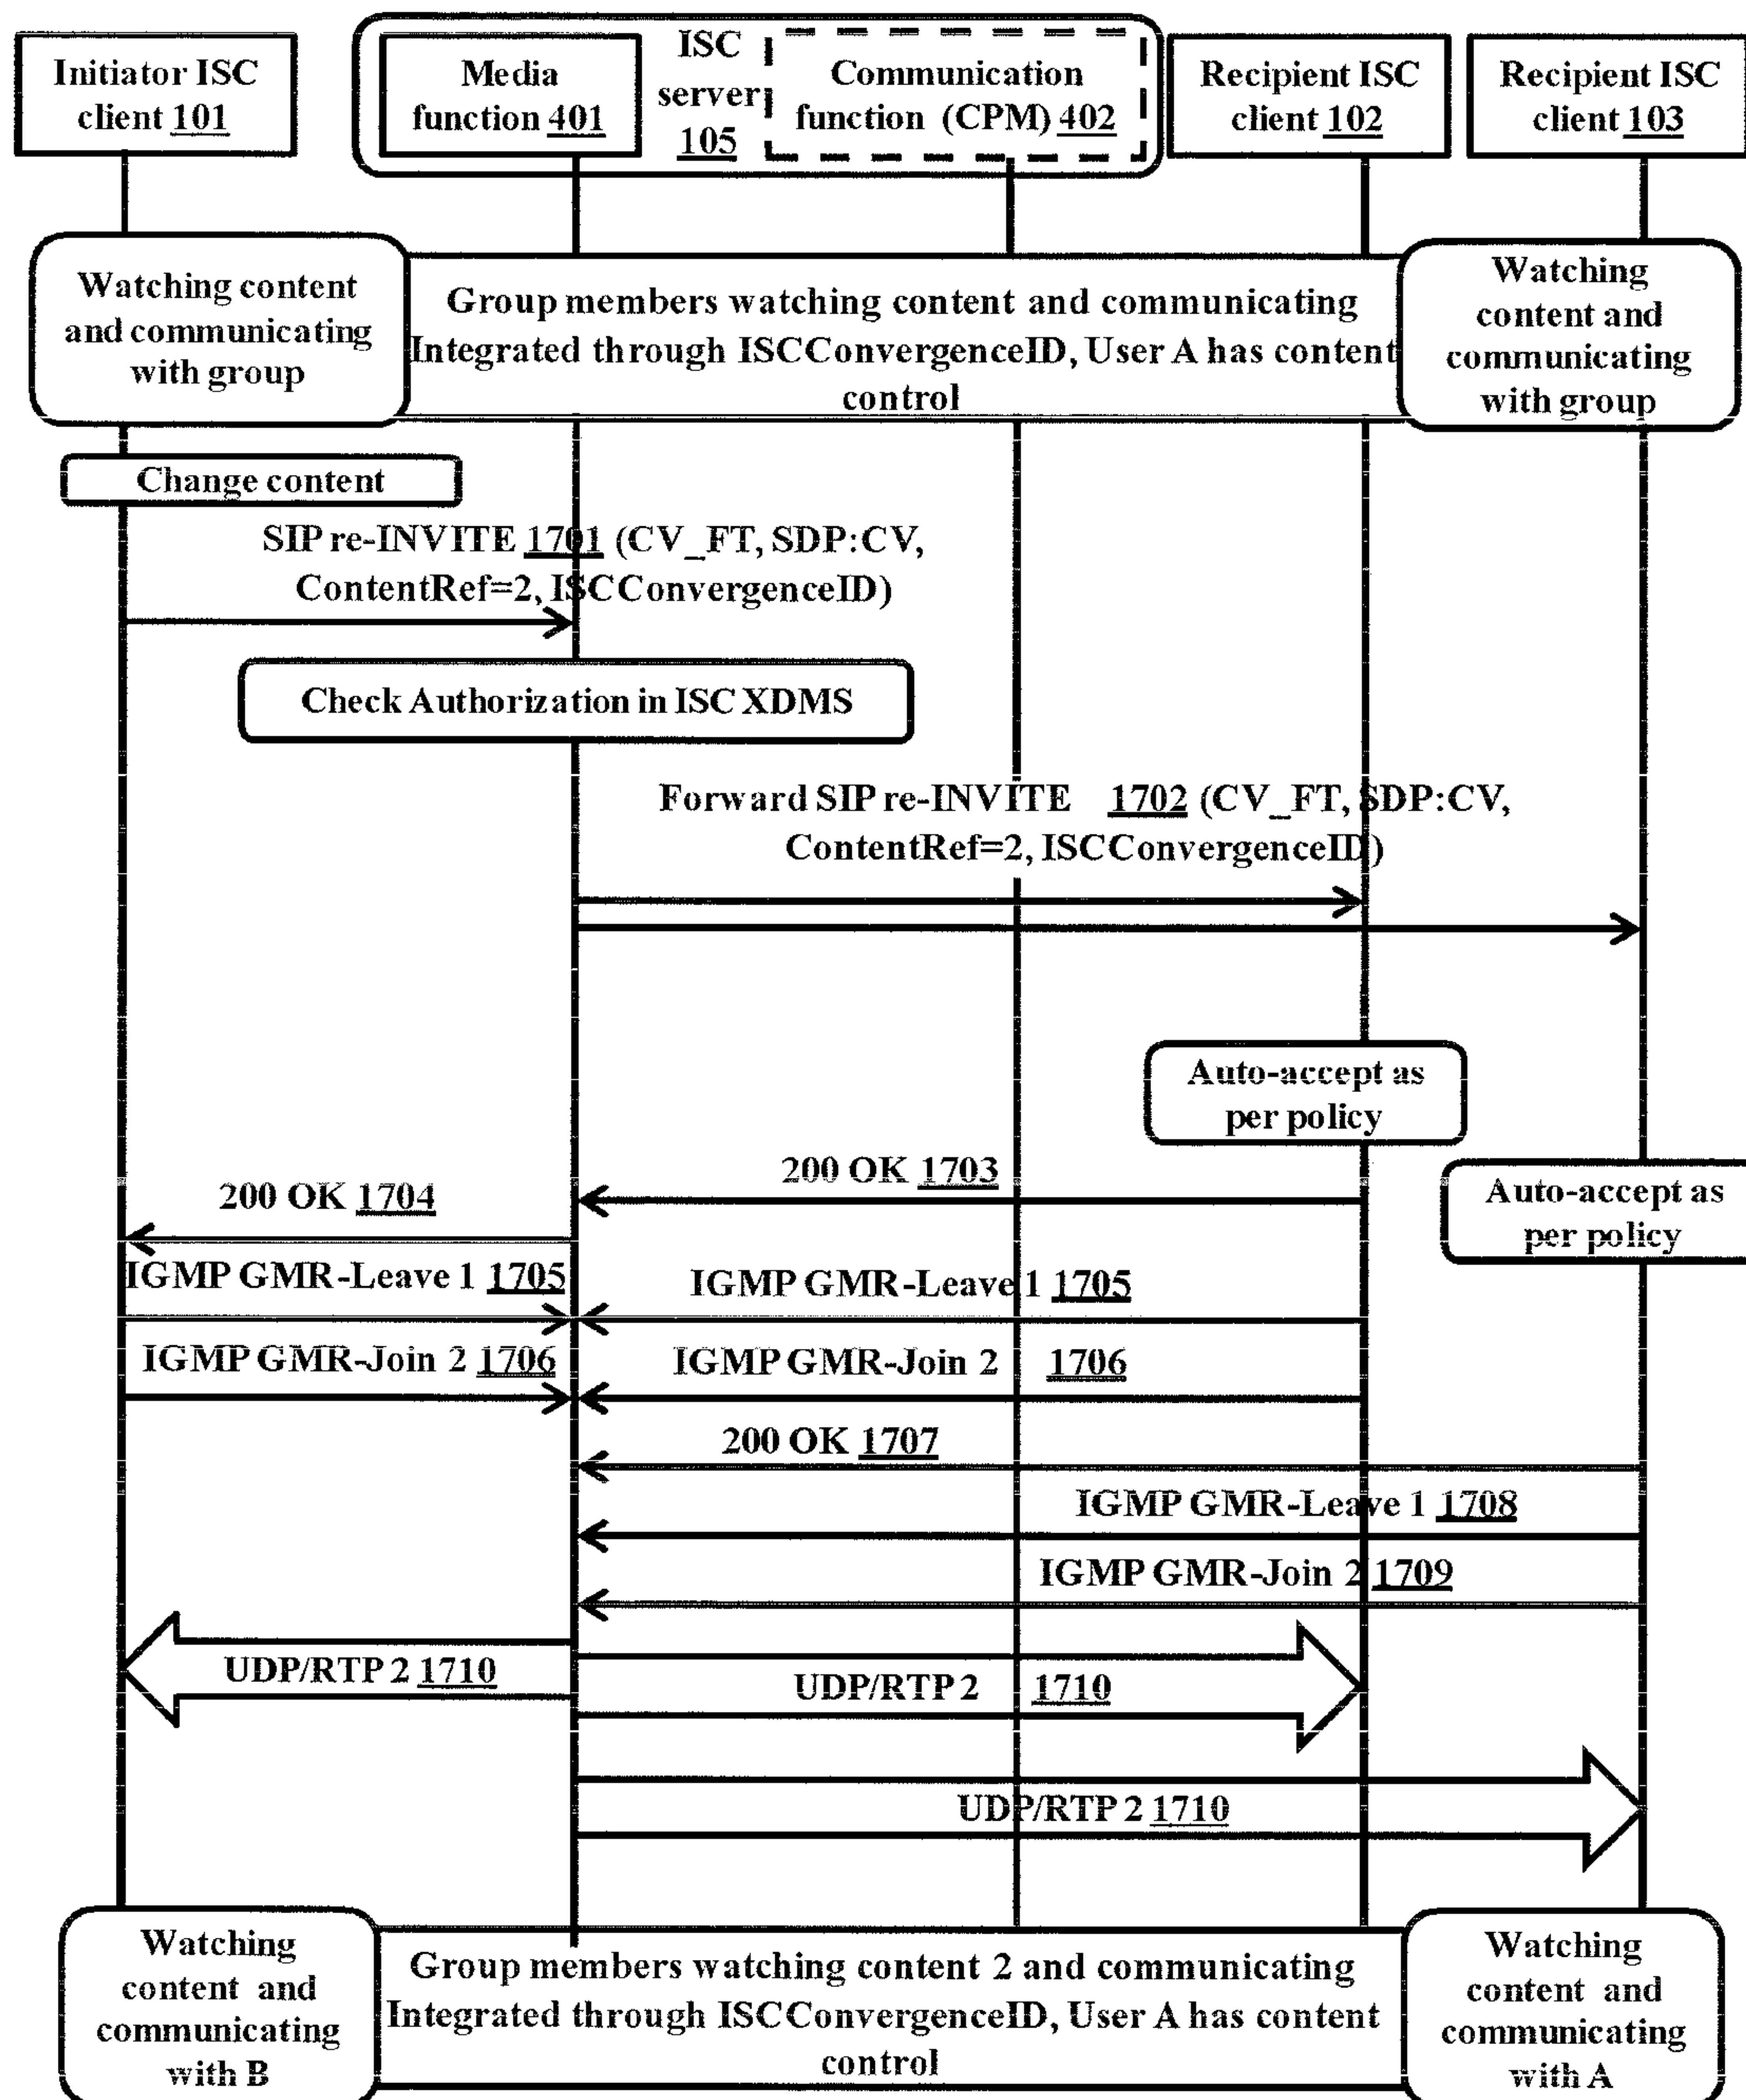 Initiator ISC
client 101
Media
function 401
ISC
server
105
Communication
function (CPM) 402
Recipient ISC
client 102
Recipient ISC
client 103
Watching content
and communicating
with group
Group members watching content and communicating
Integrated through ISCConvergenceID, User A has content
control
Watching
content and
communicating
with group
Change content
SIP re-INVITE 1701 (CV_FT, SDP:CV,
ContentRef=2, ISCConvergenceID)
Check Authorization in ISC XDMS
Forward SIP re-INVITE 1702 (CV_FT, SDP:CV,
ContentRef=2, ISCConvergenceID)
Auto-accept as
per policy
200 OK 1703
Auto-accept as
per policy
200 OK 1704
IGMP GMR-Leave 1 1705
IGMP GMR-Leave 1 1705
IGMP GMR-Join 2 1706
IGMP GMR-Join 2 1706
200 OK 1707
IGMP GMR-Leave 1 1708
IGMP GMR-Join 2 1709
UDP/RTP 2 1710
UDP/RTP 2 1710
UDP/RTP 2 1710
Watching
content and
communicating
with B
Group members watching content 2 and communicating
Integrated through ISCConvergenceID, User A has content
control
Watching
content and
communicating
with A